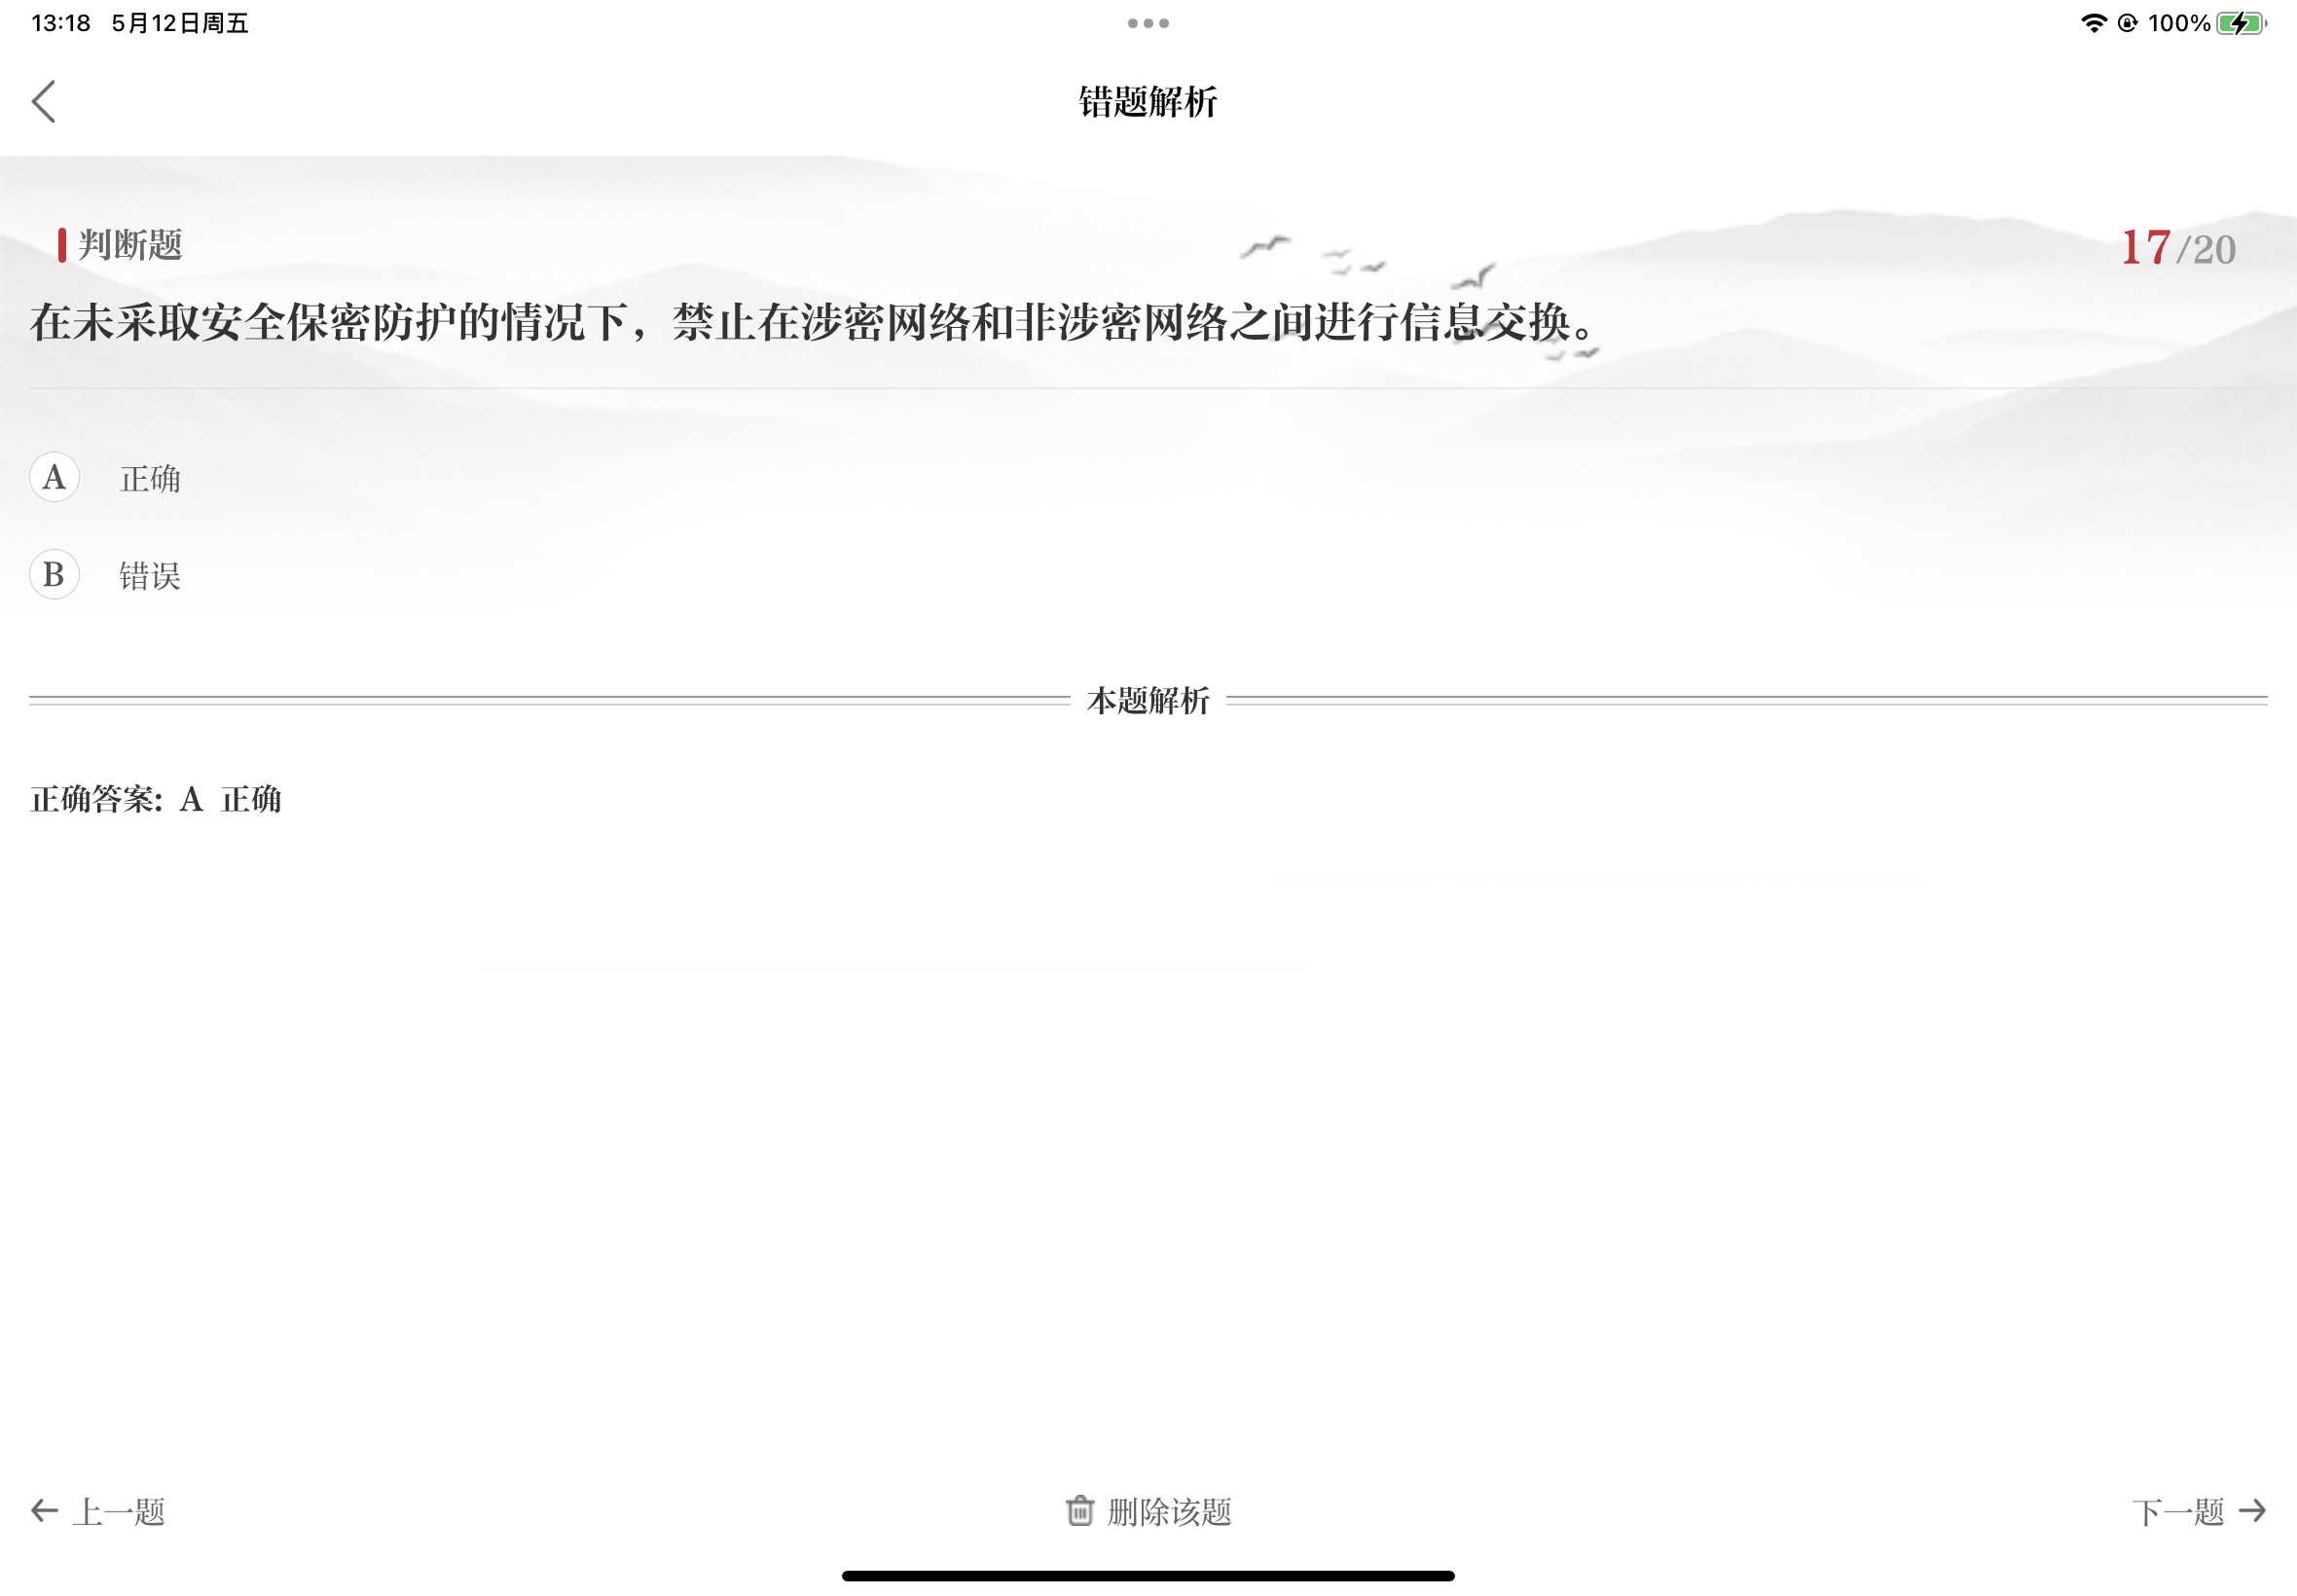 13:18 5月12日周五
100%
错题解析
判断题
17/20
在未采取安全保密防护的情况下，禁止在涉密网络和非涉密网络之间进行信息交换。
A 正确
B 错误
本题解析
正确答案: A 正确
上一题
删除该题
下一题